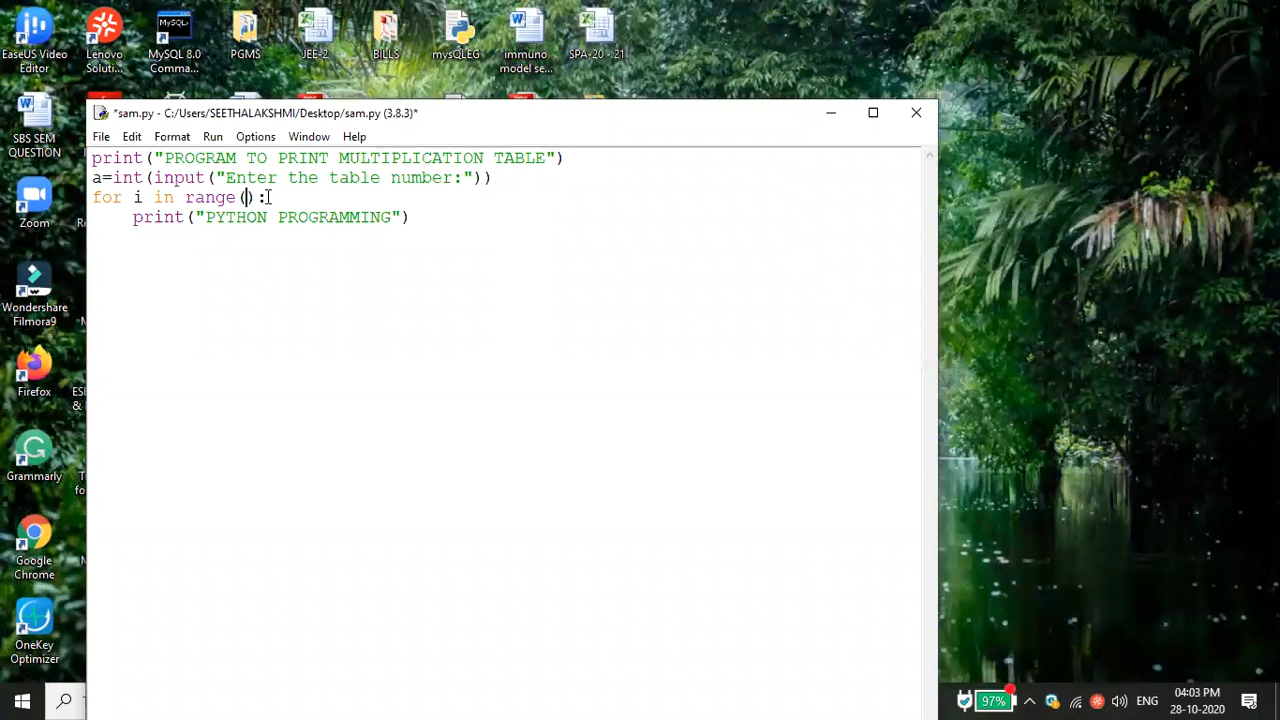 EaseUS Video
Editor
Lenovo
Soluti...
MySQL 8.0
Comma...
PGMS
JEE-2
BILLS
mysQLEG
immuno
model se...
SPA-20 -.21
SBS SEM
QUESTION
Zoom
Wondershare
Filmora9
Firefox
Grammarly
Google
Chrome
OneKey
Optimizer
*sam.py - C:/Users/SEETHALAKSHMI/Desktop/sam.py (3.8.3)*
File Edit Format Run Options Window Help
print("PROGRAM TO PRINT MULTIPLICATION TABLE")
a=int(input("Enter the table number:"))
for i in range():
    print("PYTHON PROGRAMMING")
97%
ENG
04:03 PM
28-10-2020